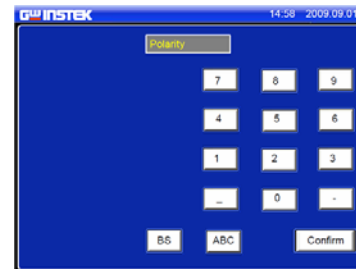 GW INSTEK 14:58 2009.09.01
Polarity
7 8 9
4 5 6
1 2 3
_ 0 -
BS ABC Confirm